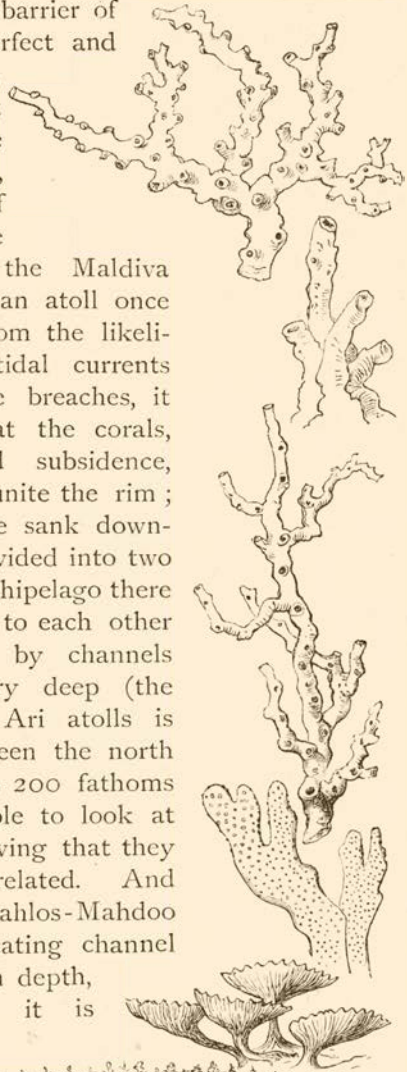 barrier of
rfect and
f
e
the Maldiva
an atoll once
om the likeli-
tidal currents
e breaches, it
at the corals,
l subsidence,
unite the rim ;
e sank down-
vided into two
chipelago there
to each other
by channels
ry deep (the
Ari atolls is
een the north
200 fathoms
ole to look at
ving that they
related. And
ahlos-Mahdoo
ating channel
n depth,
it is